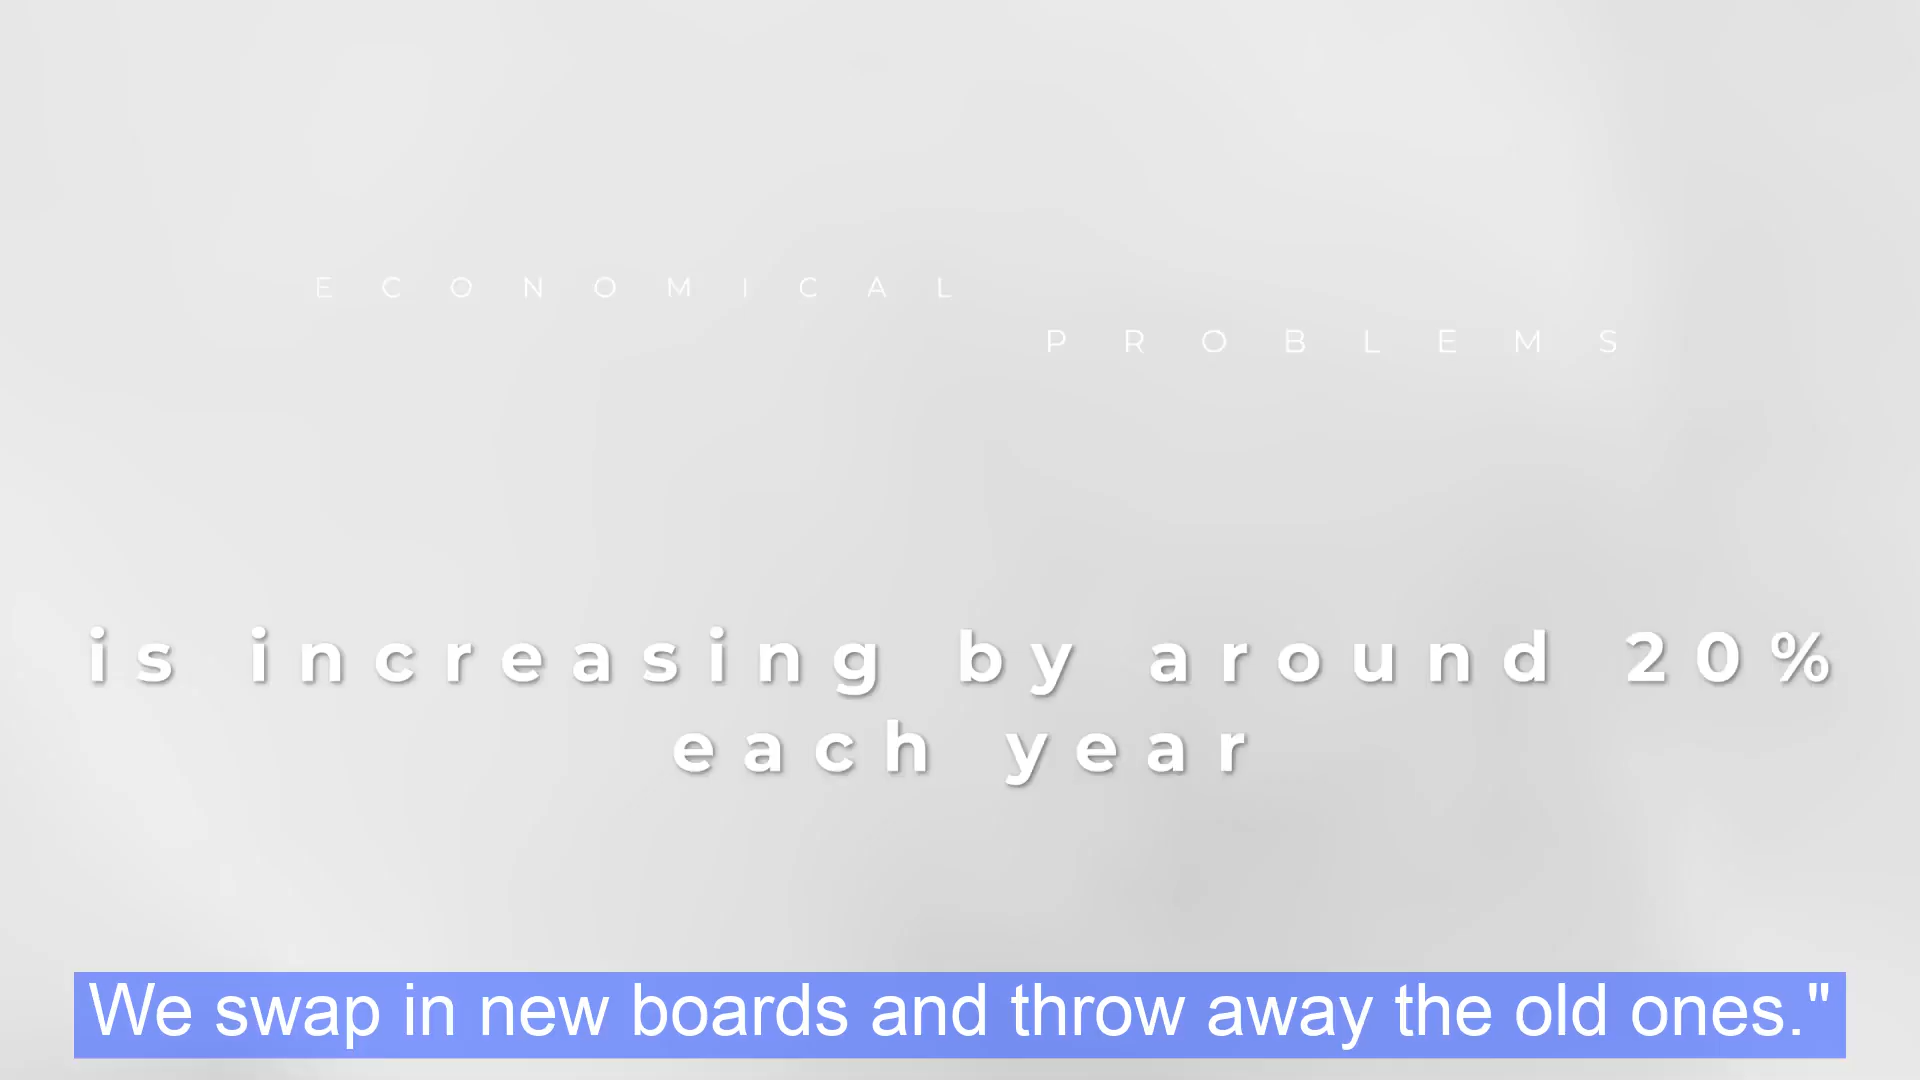 ECONOMICAL
PROBLEMS
is increasing by around 20%
each year
We swap in new boards and throw away the old ones."